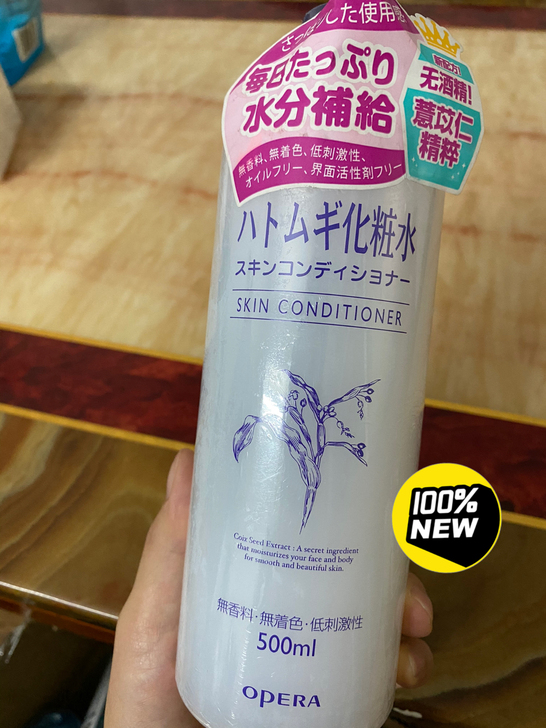 さっぱりした使用感
毎日たっぷり
水分補給
無香料、無着色、低刺激性、
オイルフリー、界面活性剤フリー
新配方
无酒精!
薏苡仁
精粹
ハトムギ化粧水
スキンコンディショナー
SKIN CONDITIONER
Coix Seed Extract : A secret ingredient
that moisturizes your face and body
for smooth and beautiful skin.
無香料・無着色・低刺激性
500ml
OPERA
100%
NEW